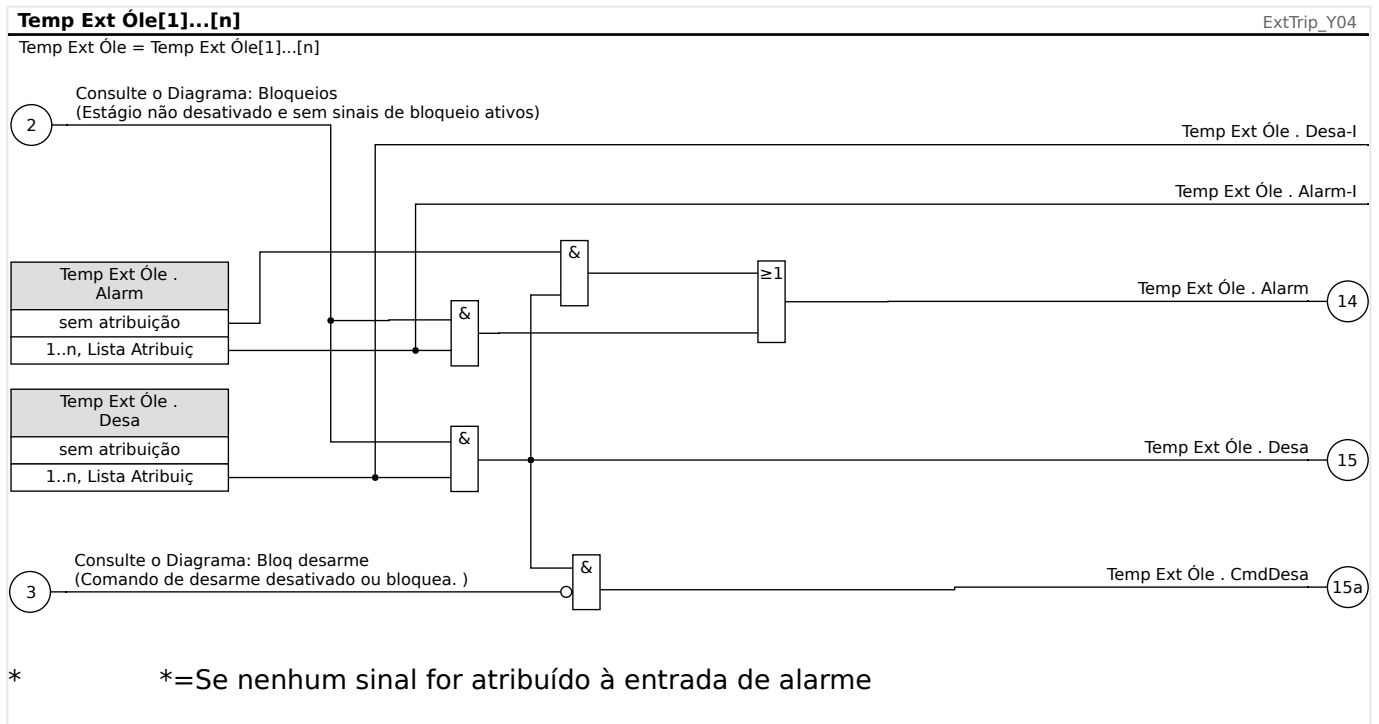 Temp Ext Óle[1]...[n]
ExtTrip_Y04
Temp Ext Óle = Temp Ext Óle[1]...[n]
Consulte o Diagrama: Bloqueios
(Estágio não desativado e sem sinais de bloqueio ativos)
2
Temp Ext Óle . Desa-I
Temp Ext Óle . Alarm-I
&
Temp Ext Óle .
Alarm
≥1
Temp Ext Óle . Alarm
14
sem atribuição
&
1..n, Lista Atribuiç
Temp Ext Óle .
Desa
&
sem atribuição
Temp Ext Óle . Desa
15
1..n, Lista Atribuiç
Consulte o Diagrama: Bloq desarme
(Comando de desarme desativado ou bloquea. )
3
&
Temp Ext Óle . CmdDesa
15a
* *=Se nenhum sinal for atribuído à entrada de alarme